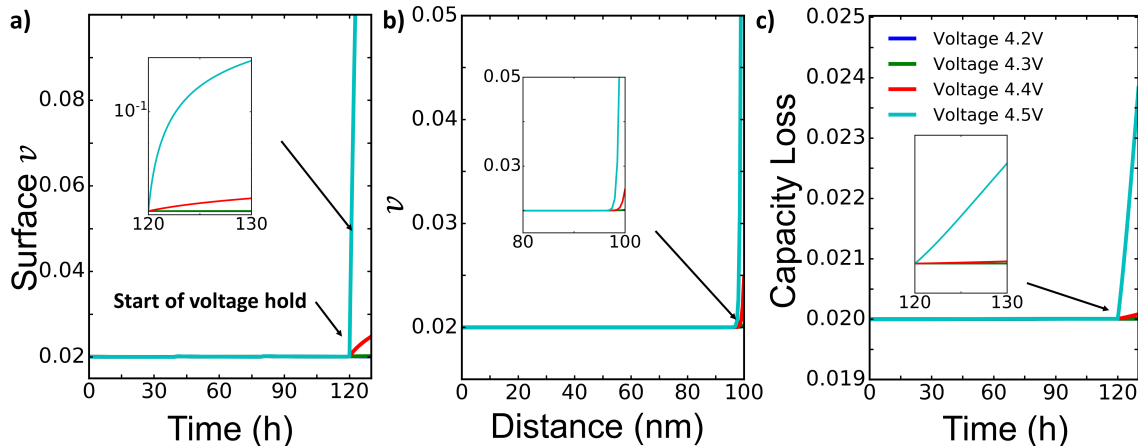 a)
Surface v
0.10
0.08
0.06
0.04
0.02
0 30 60 90 120
Time (h)
10⁻¹
120 130
Start of voltage hold
b)
v
0.05
0.04
0.03
0.02
0 20 40 60 80 100
Distance (nm)
0.05
0.03
80 100
c)
Capacity Loss
0.025
0.024
0.023
0.022
0.021
0.020
0.019
0 30 60 90 120
Time (h)
Voltage 4.2V
Voltage 4.3V
Voltage 4.4V
Voltage 4.5V
120 130